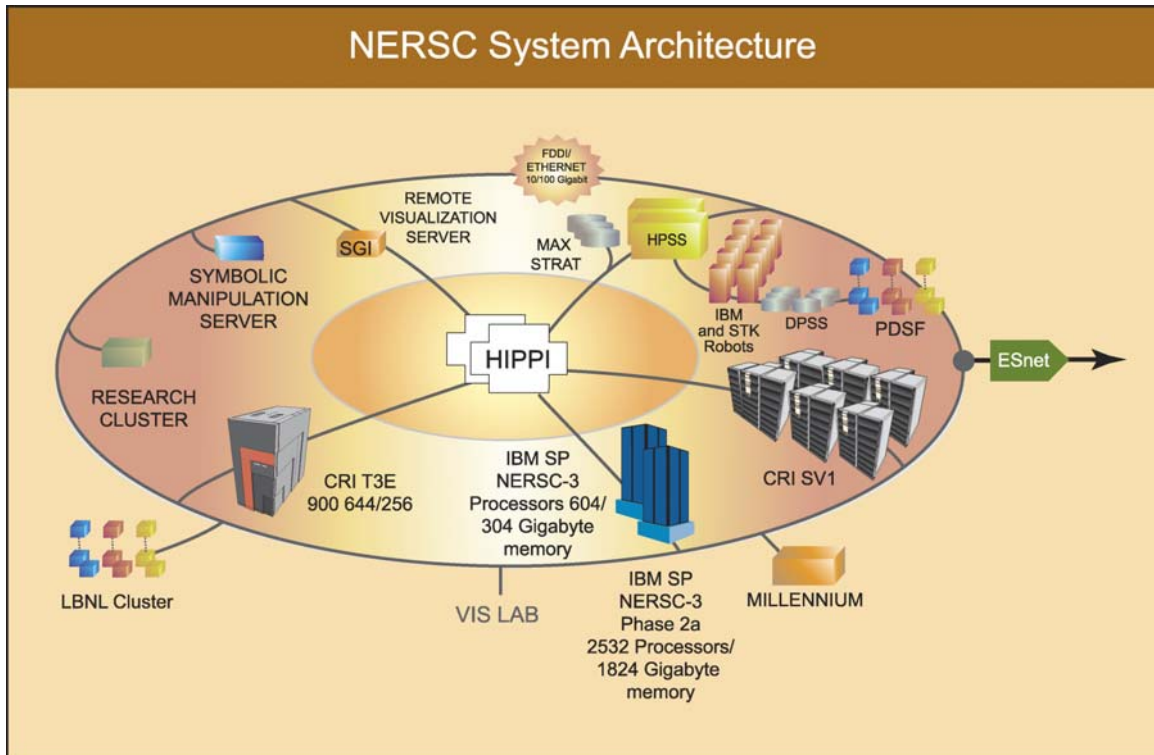 NERSC System Architecture
FDDI/
ETHERNET
10/100 Gigabit
REMOTE
VISUALIZATION
SERVER
SGI
MAX
STRAT
HPSS
SYMBOLIC
MANIPULATION
SERVER
IBM
and STK
Robots
DPSS
PDSF
HIPPI
ESnet
RESEARCH
CLUSTER
CRI T3E
900 644/256
IBM SP
NERSC-3
Processors 604/
304 Gigabyte
memory
CRI SV1
LBNL Cluster
VIS LAB
IBM SP
NERSC-3
Phase 2a
2532 Processors/
1824 Gigabyte
memory
MILLENNIUM